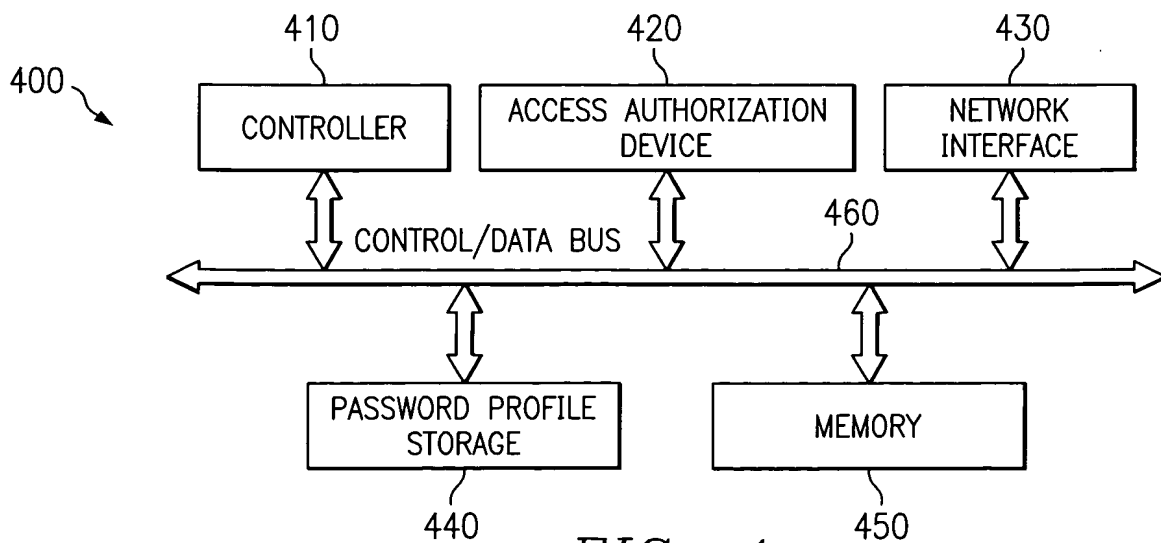 410
420
430
400
CONTROLLER
ACCESS AUTHORIZATION
DEVICE
NETWORK
INTERFACE
CONTROL/DATA BUS
460
PASSWORD PROFILE
STORAGE
MEMORY
440
450